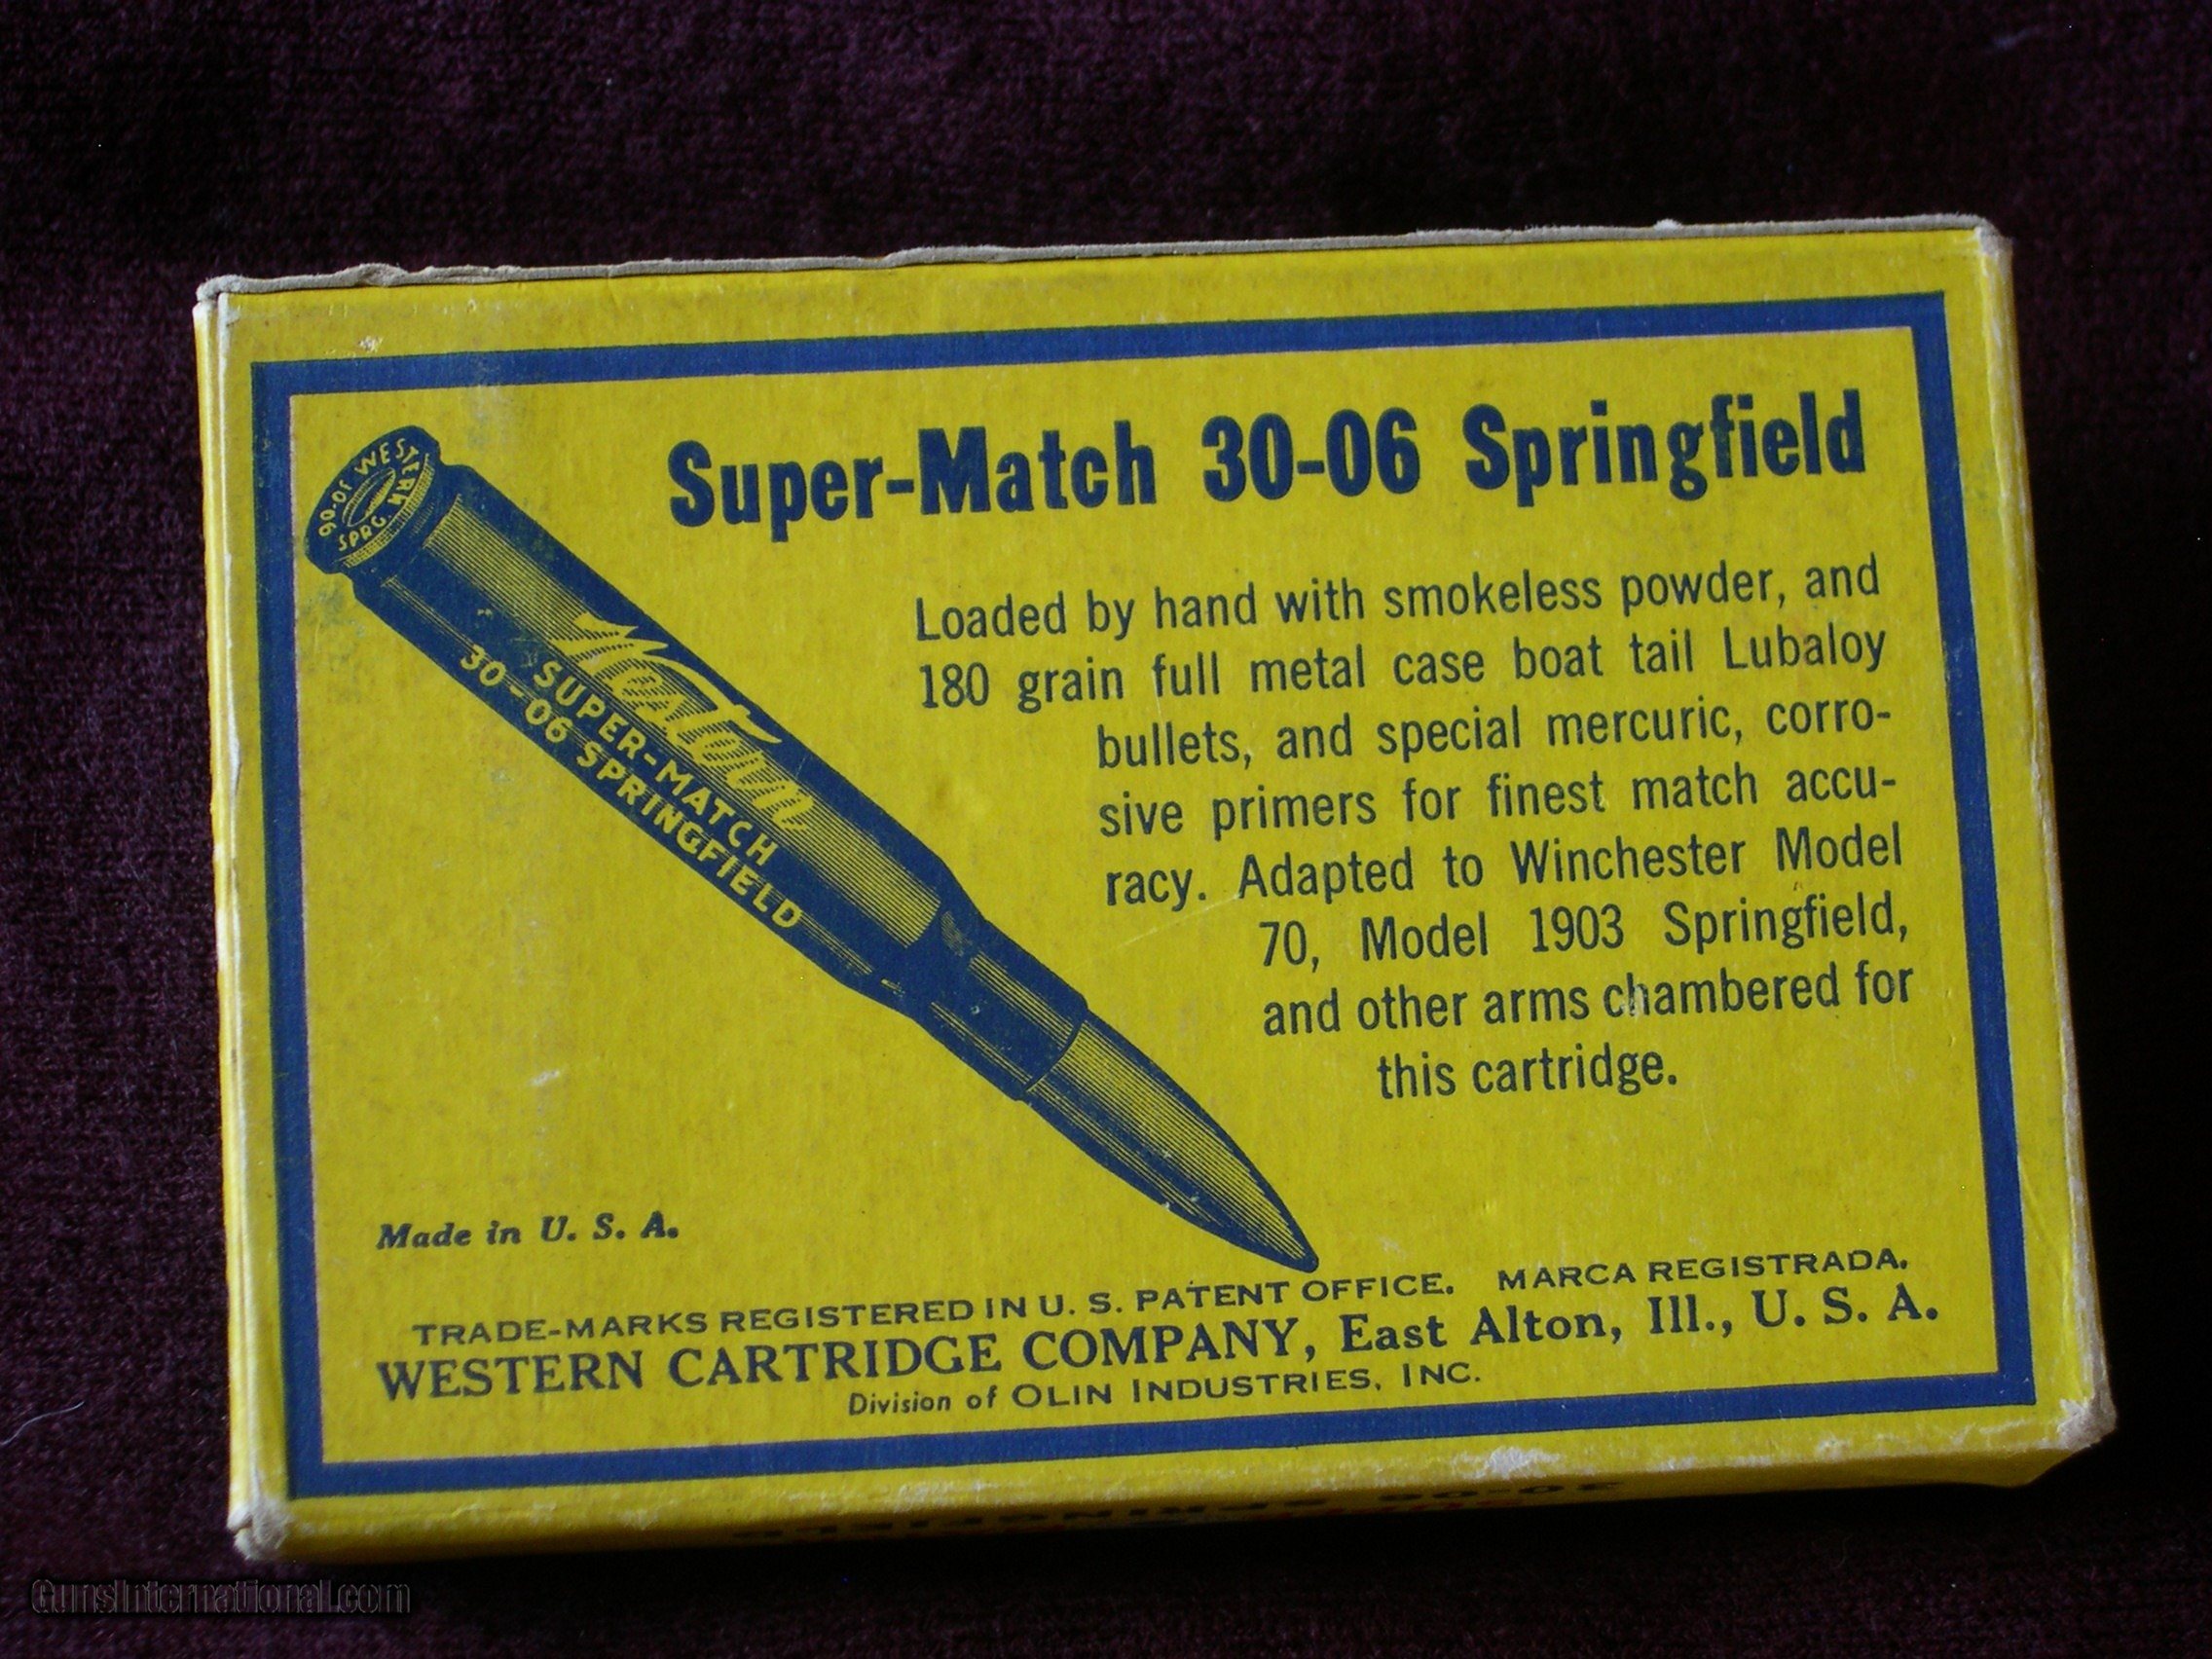 Super-Match 30-06 Springfield
Loaded by hand with smokeless powder, and
180 grain full metal case boat tail Lubaloy
bullets, and special mercuric, corro-
sive primers for finest match accu-
racy. Adapted to Winchester Model
70, Model 1903 Springfield,
and other arms chambered for
this cartridge.
WESTERN
30-06
SPRG.
Western
SUPER-MATCH
30-06 SPRINGFIELD
Made in U. S. A.
TRADE-MARKS REGISTERED IN U. S. PATENT OFFICE. MARCA REGISTRADA.
WESTERN CARTRIDGE COMPANY, East Alton, Ill., U. S. A.
Division of OLIN INDUSTRIES, INC.
30-06 SPRINGFIELD
GunsInternational.com